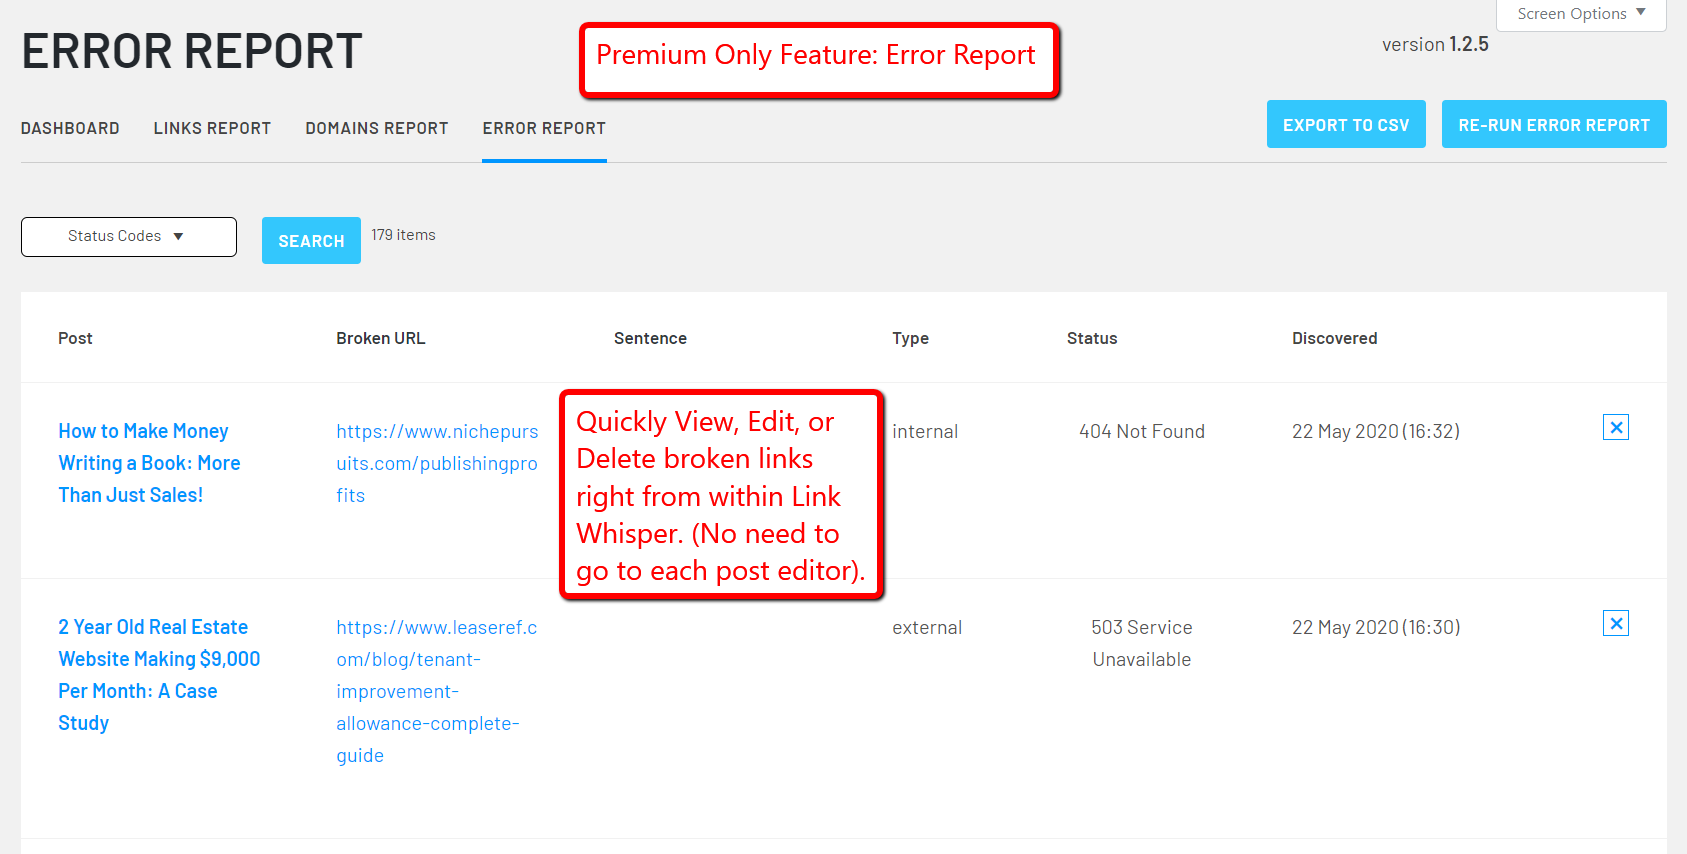 Screen Options ▼
ERROR REPORT
Premium Only Feature: Error Report
version 1.2.5
DASHBOARD LINKS REPORT DOMAINS REPORT ERROR REPORT
EXPORT TO CSV RE-RUN ERROR REPORT
Status Codes ▼ SEARCH 179 items
Post Broken URL Sentence Type Status Discovered
How to Make Money
Writing a Book: More
Than Just Sales!
https://www.nichepurs
uits.com/publishingpro
fits
Quickly View, Edit, or
Delete broken links
right from within Link
Whisper. (No need to
go to each post editor).
internal
404 Not Found
22 May 2020 (16:32)
2 Year Old Real Estate
Website Making $9,000
Per Month: A Case
Study
https://www.leaseref.c
om/blog/tenant-
improvement-
allowance-complete-
guide
external
503 Service
Unavailable
22 May 2020 (16:30)